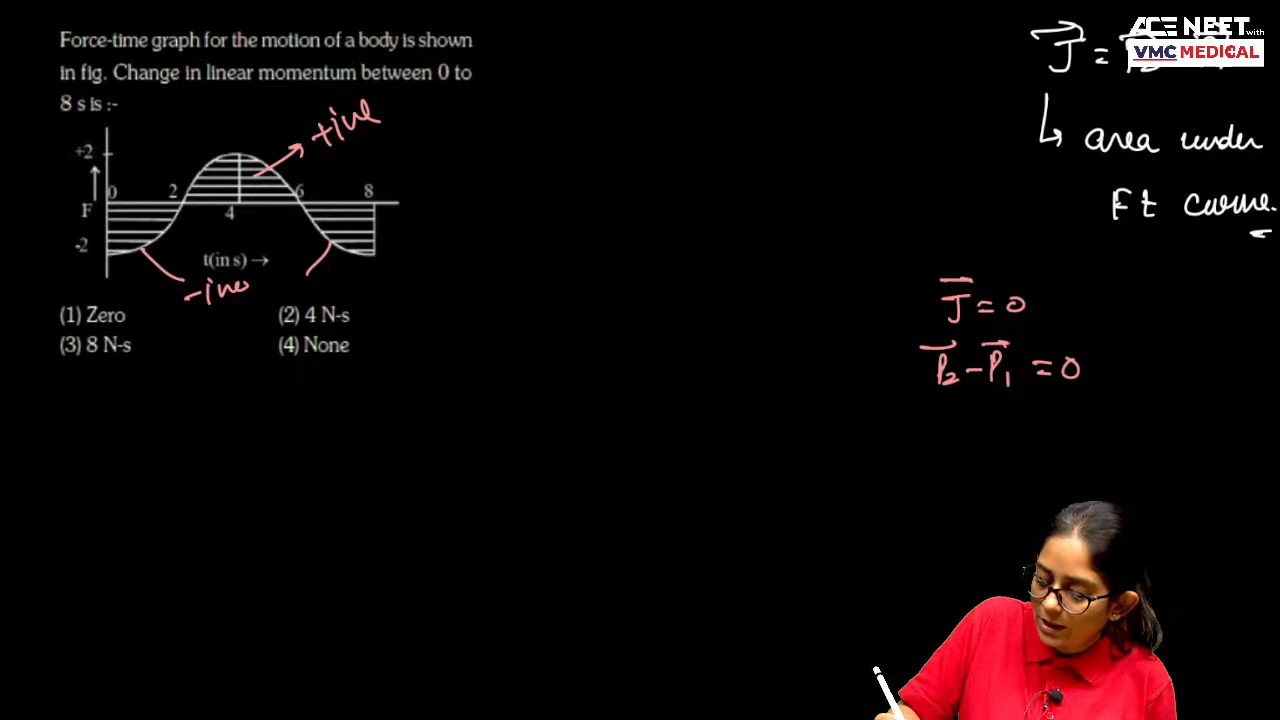 Force-time graph for the motion of a body is shown
in fig. Change in linear momentum between 0 to
8 s is :-
+ive
+2
0
2
6
8
F
4
-2
t(in s) →
-ive
(1) Zero
(2) 4 N-s
(3) 8 N-s
(4) None
ACE NEET with
VMC MEDICAL
J =
↳ area under
Ft curve.
J = 0
P2 - P1 = 0